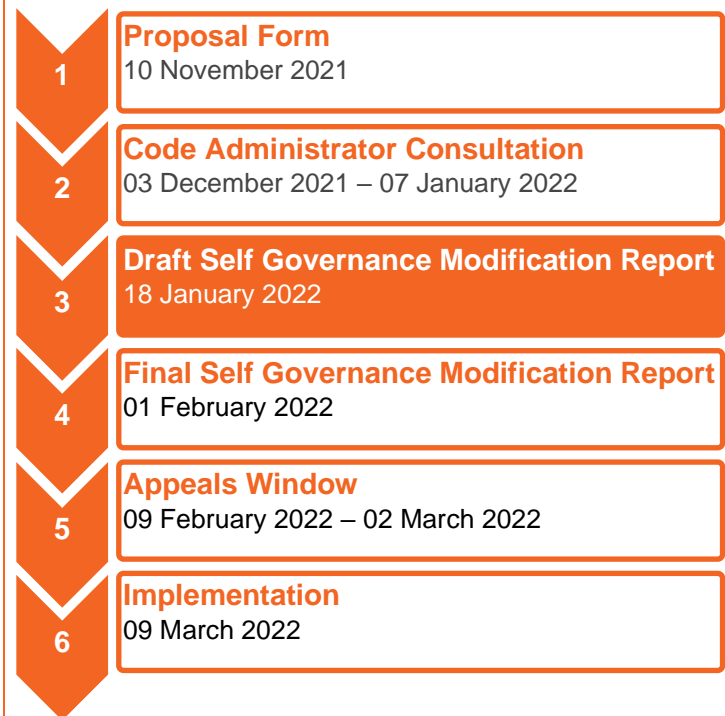 1
Proposal Form
10 November 2021
2
Code Administrator Consultation
03 December 2021 – 07 January 2022
3
Draft Self Governance Modification Report
18 January 2022
4
Final Self Governance Modification Report
01 February 2022
5
Appeals Window
09 February 2022 – 02 March 2022
6
Implementation
09 March 2022